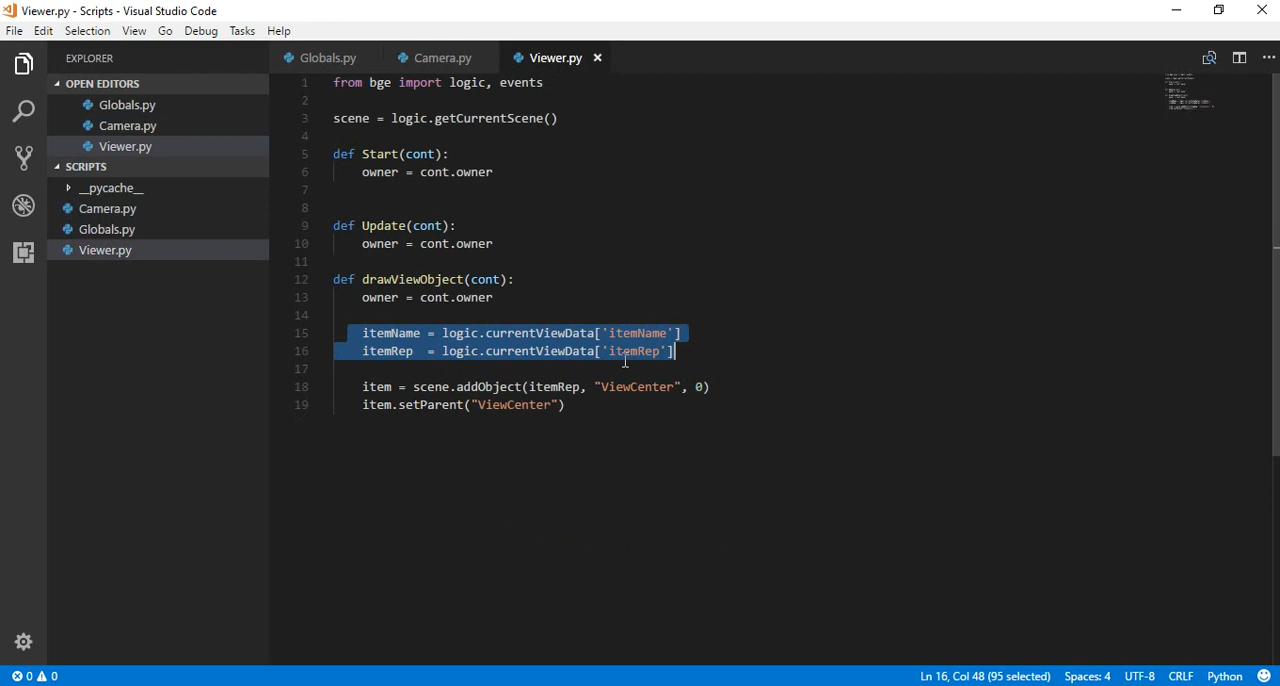 Viewer.py - Scripts - Visual Studio Code
File Edit Selection View Go Debug Tasks Help
EXPLORER
OPEN EDITORS
Globals.py
Camera.py
Viewer.py
SCRIPTS
__pycache__
Camera.py
Globals.py
Viewer.py
Globals.py Camera.py Viewer.py
1 from bge import logic, events
2
3 scene = logic.getCurrentScene()
4
5 def Start(cont):
6 owner = cont.owner
7
8
9 def Update(cont):
10 owner = cont.owner
11
12 def drawViewObject(cont):
13 owner = cont.owner
14
15 itemName = logic.currentViewData['itemName']
16 itemRep  = logic.currentViewData['itemRep']
17
18 item = scene.addObject(itemRep, "ViewCenter", 0)
19 item.setParent("ViewCenter")
0 0 Ln 16, Col 48 (95 selected) Spaces: 4 UTF-8 CRLF Python